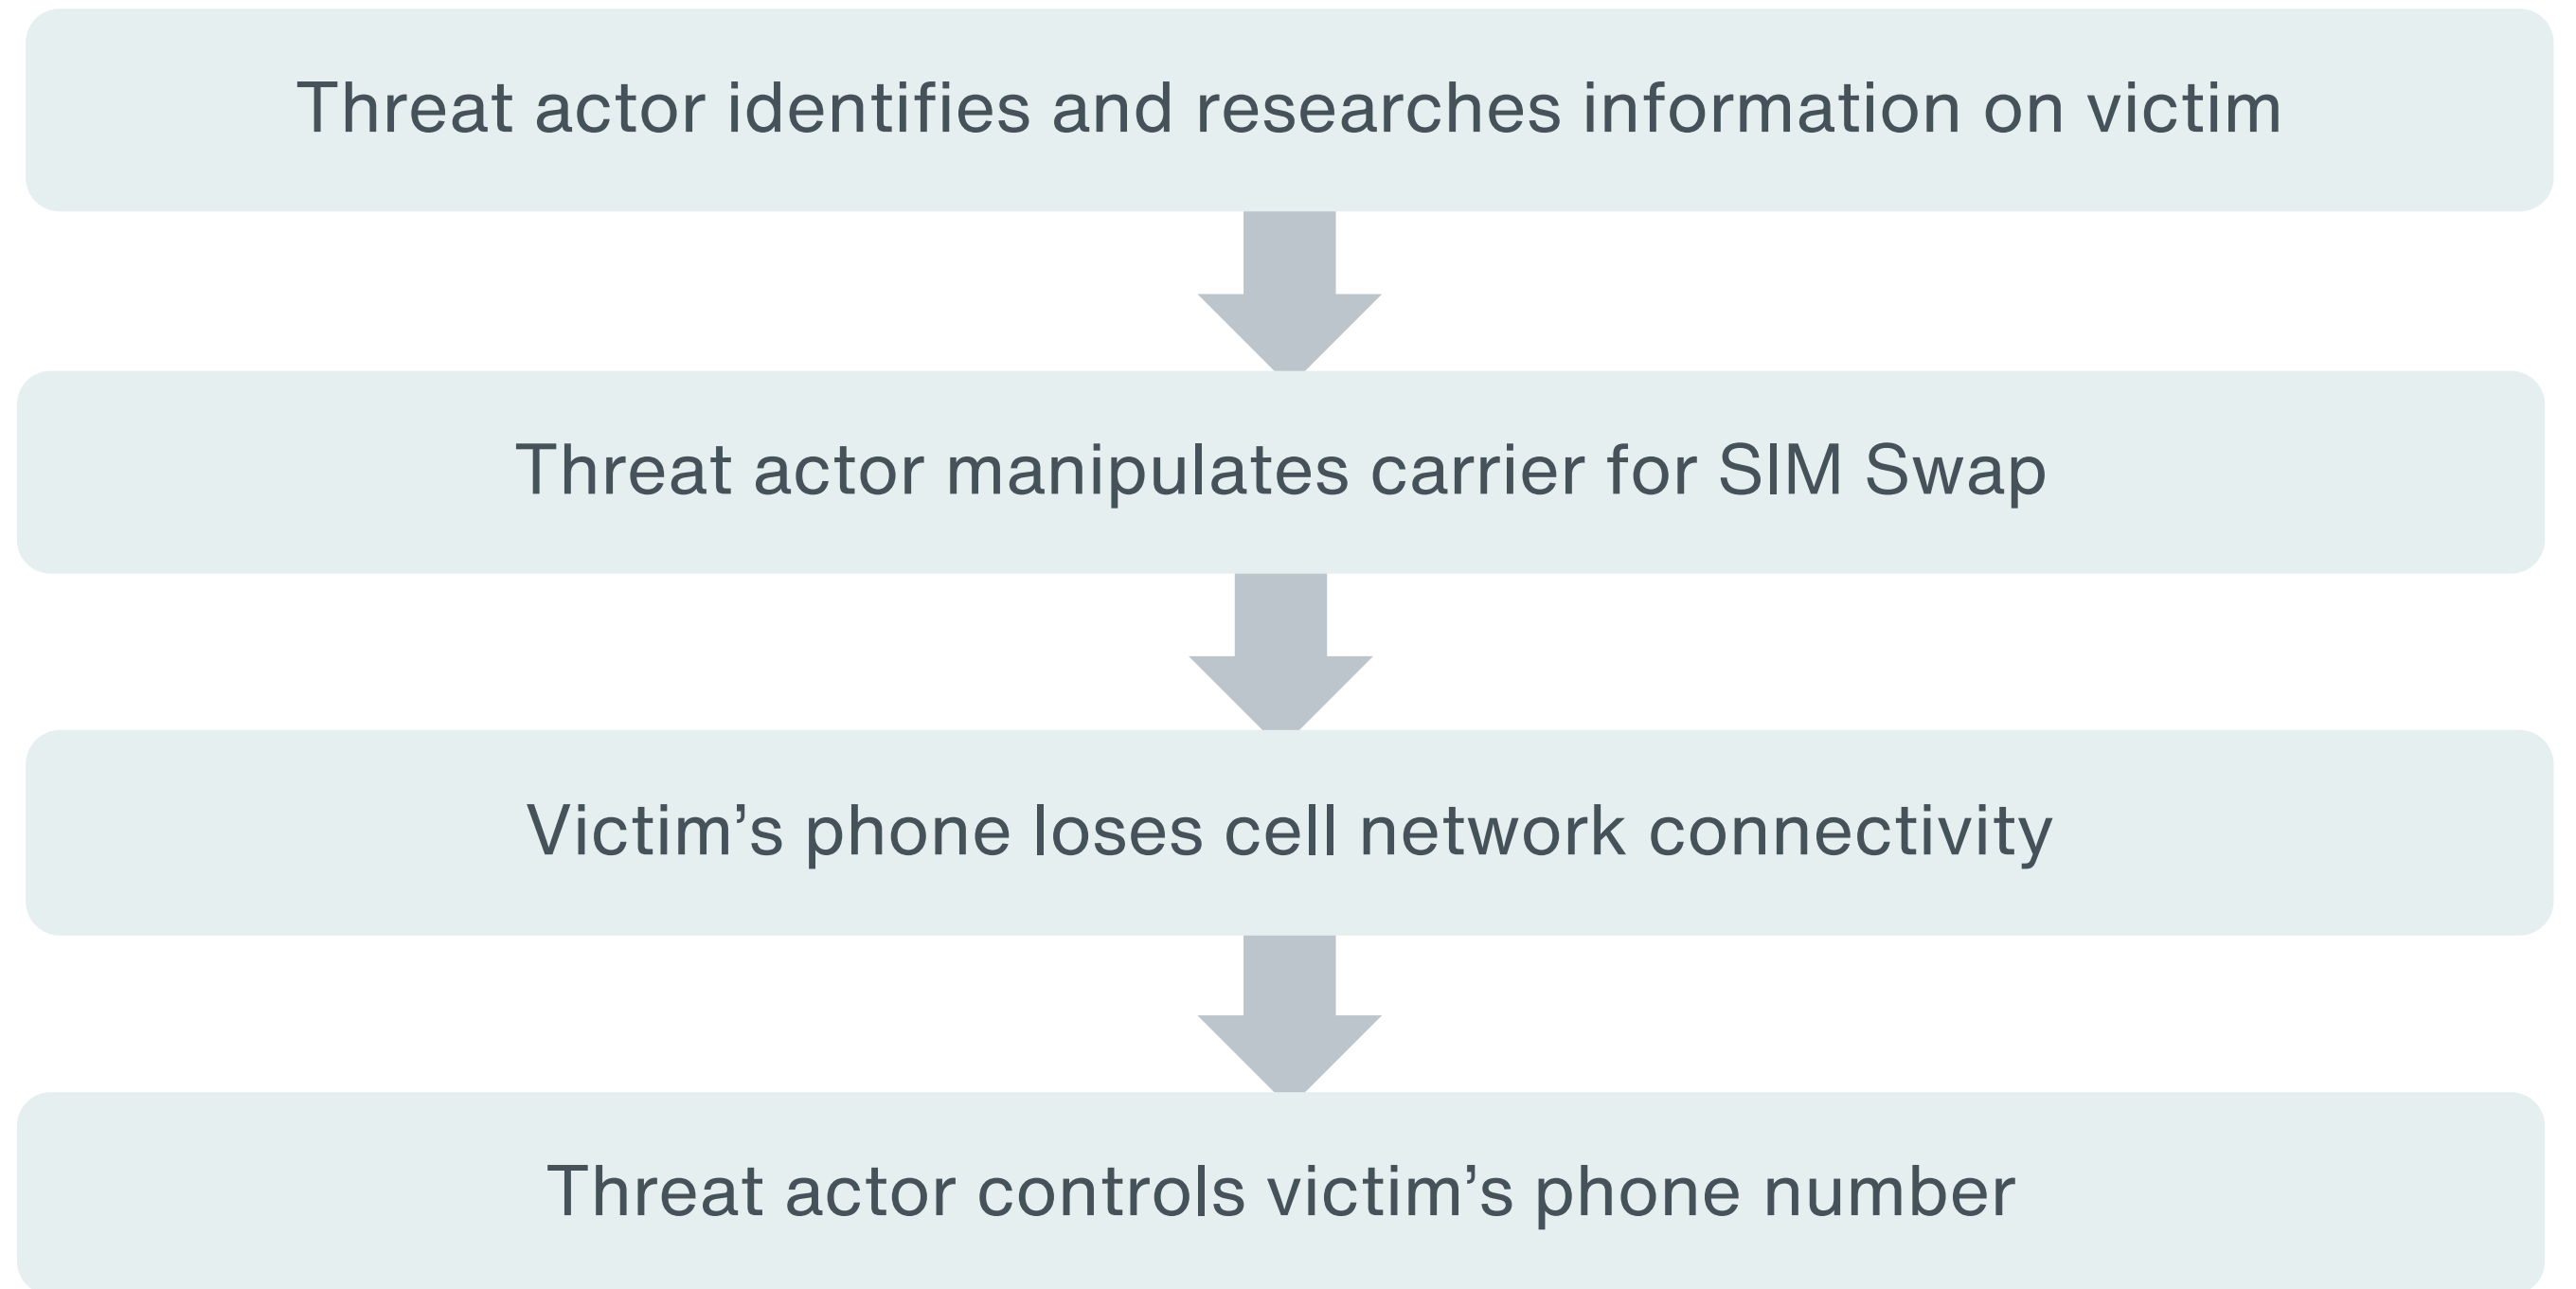 Threat actor identifies and researches information on victim
Threat actor manipulates carrier for SIM Swap
Victim’s phone loses cell network connectivity
Threat actor controls victim’s phone number